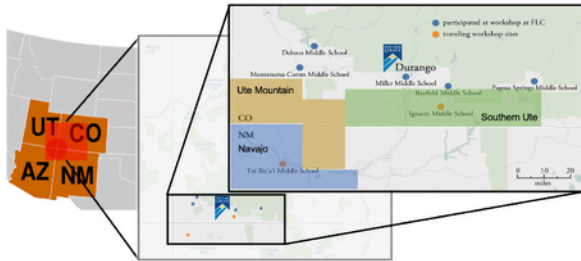 UT
CO
AZ
NM
participated at workshop at FLC
traveling workshop sites
Dolores Middle School
Durango
Montezuma Cortez Middle School
Miller Middle School
Pagosa Springs Middle School
Bayfield Middle School
Ute Mountain
Ignacio Middle School
Southern Ute
CO
NM
Navajo
Tsé Bit'a'í Middle School
0 10 20
miles